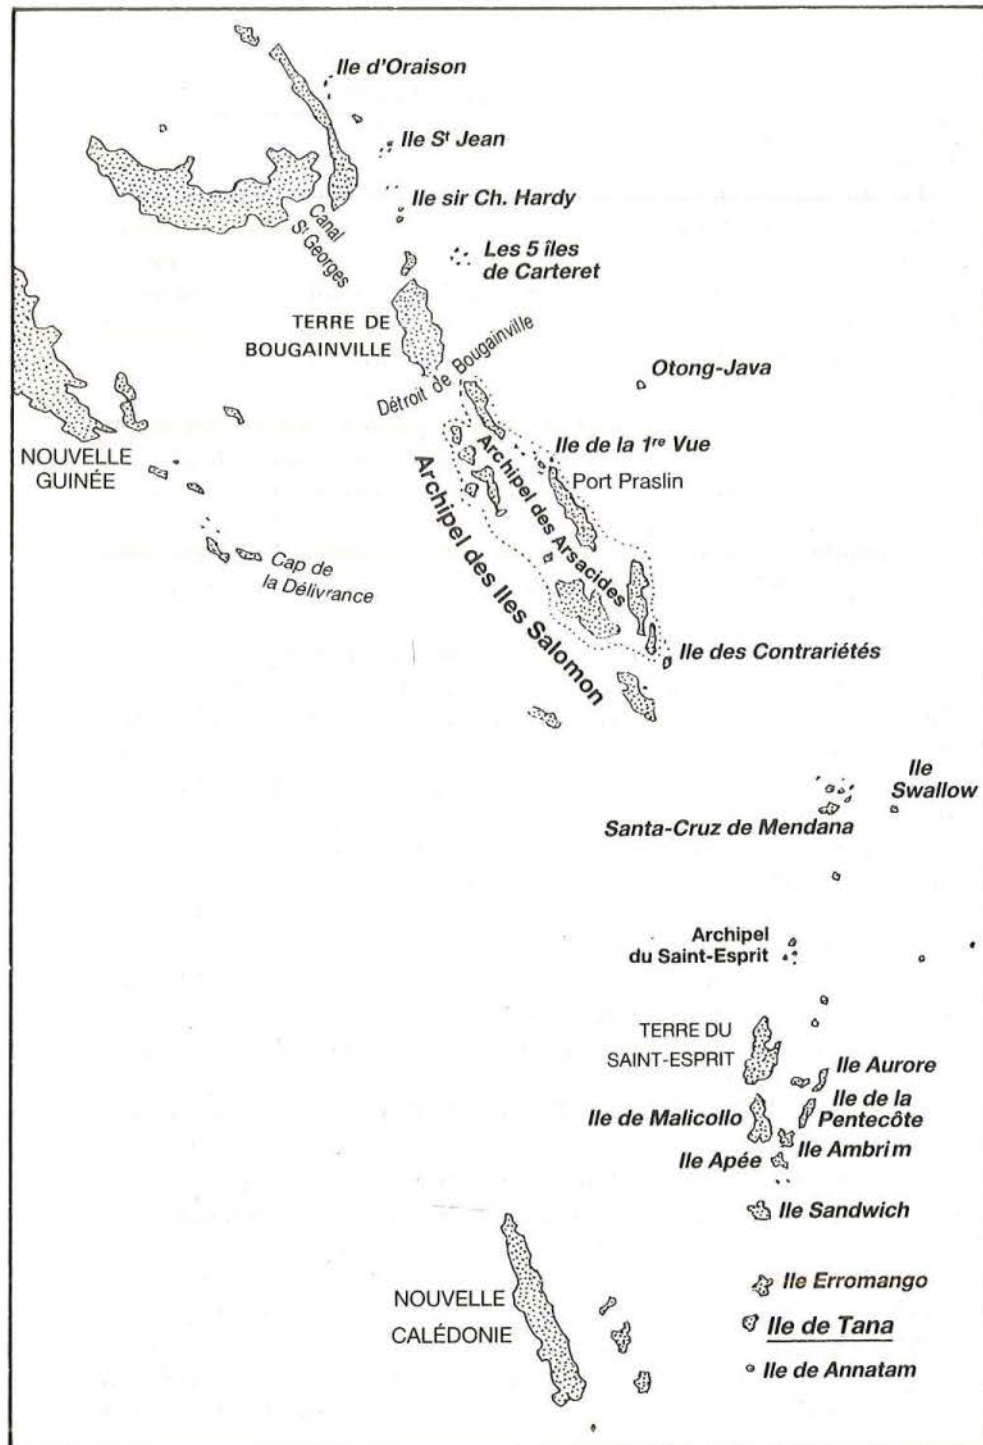 Ile d'Oraison
Ile Sᵗ Jean
Ile sir Ch. Hardy
Canal
Sᵗ Georges
Les 5 îles
de Carteret
TERRE DE
BOUGAINVILLE
Détroit de Bougainville
Otong-Java
Ile de la 1ʳᵉ Vue
Port Praslin
NOUVELLE
GUINÉE
Archipel des Arsacides
Archipel des Iles Salomon
Cap de
la Délivrance
Ile des Contrariétés
Ile
Swallow
Santa-Cruz de Mendana
Archipel
du Saint-Esprit
TERRE DU
SAINT-ESPRIT
Ile Aurore
Ile de la
Pentecôte
Ile de Malicollo
Ile Ambrim
Ile Apée
Ile Sandwich
NOUVELLE
CALÉDONIE
Ile Erromango
Ile de Tana
Ile de Annatam